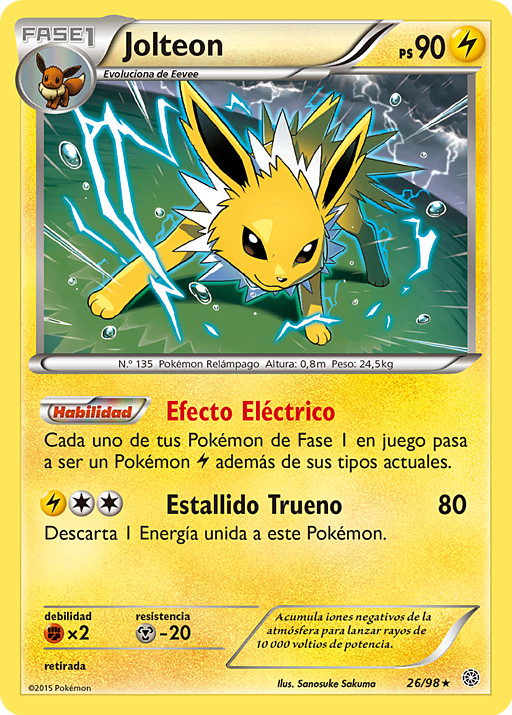 FASE1
Jolteon
PS 90
Evoluciona de Eevee
N.º 135 Pokémon Relámpago Altura: 0,8m Peso: 24,5kg
Habilidad Efecto Eléctrico
Cada uno de tus Pokémon de Fase 1 en juego pasa
a ser un Pokémon además de sus tipos actuales.
Estallido Trueno 80
Descarta 1 Energía unida a este Pokémon.
debilidad resistencia
×2 -20
retirada
Acumula iones negativos de la
atmósfera para lanzar rayos de
10 000 voltios de potencia.
©2015 Pokémon Ilus. Sanosuke Sakuma 26/98★